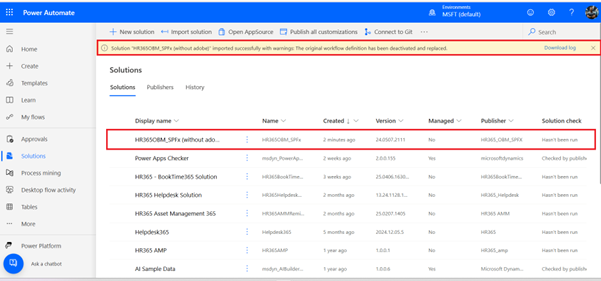 Power Automate
Environments
MSFT (default)
New solution
Import solution
Open AppSource
Publish all customizations
Connect to Git
Search
Solution "HR365OBM_SPFx (without adobe)" imported successfully with warnings: The original workflow definition has been deactivated and replaced.
Download log
Home
Create
Templates
Learn
My flows
Approvals
Solutions
Process mining
Desktop flow activity
Tables
More
Power Platform
Ask a chatbot
Solutions
Solutions Publishers History
Display name Name Created Version Managed Publisher Solution check
HR365OBM_SPFx (without ado... HR365OBM_SPFx 2 minutes ago 24.0507.2111 No HR365_OBM_SPFX Hasn't been run
Power Apps Checker msdyn_PowerAp... 2 weeks ago 2.0.0.155 Yes microsoftdynamics Checked by publish
HR365 - BookTime365 Solution HR365BookTime... 3 weeks ago 25.0406.1630... No HR365BookTime... Hasn't been run
HR365 Helpdesk Solution HR365Helpdesk... 2 months ago 13.24.1128.1... No HR365_Helpdesk Hasn't been run
HR365 Asset Management 365 HR365AMMRemi... 2 months ago 25.0207.1405 No HR365 AMM Hasn't been run
Helpdesk365 Helpdesk365 5 months ago 2024.12.05.5 No HR365 Hasn't been run
HR365 AMP HR365AMP 1 year ago 1.0.0.1 No HR365_amp Hasn't been run
AI Sample Data msdyn_AIBuilder... 1 year ago 1.0.0.6 Yes Microsoft Dynam... Checked by publish